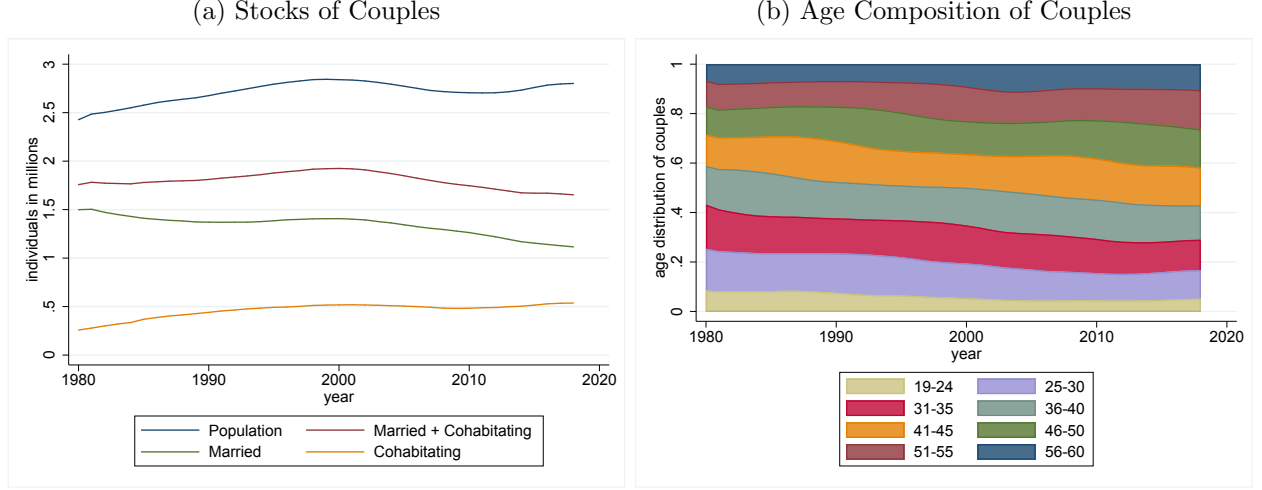 (a) Stocks of Couples
individuals in millions
3
2.5
2
1.5
1
.5
0
1980 1990 2000 2010 2020
year
Population Married + Cohabitating
Married Cohabitating
(b) Age Composition of Couples
age distribution of couples
1
.8
.6
.4
.2
0
1980 1990 2000 2010 2020
year
19-24 25-30
31-35 36-40
41-45 46-50
51-55 56-60